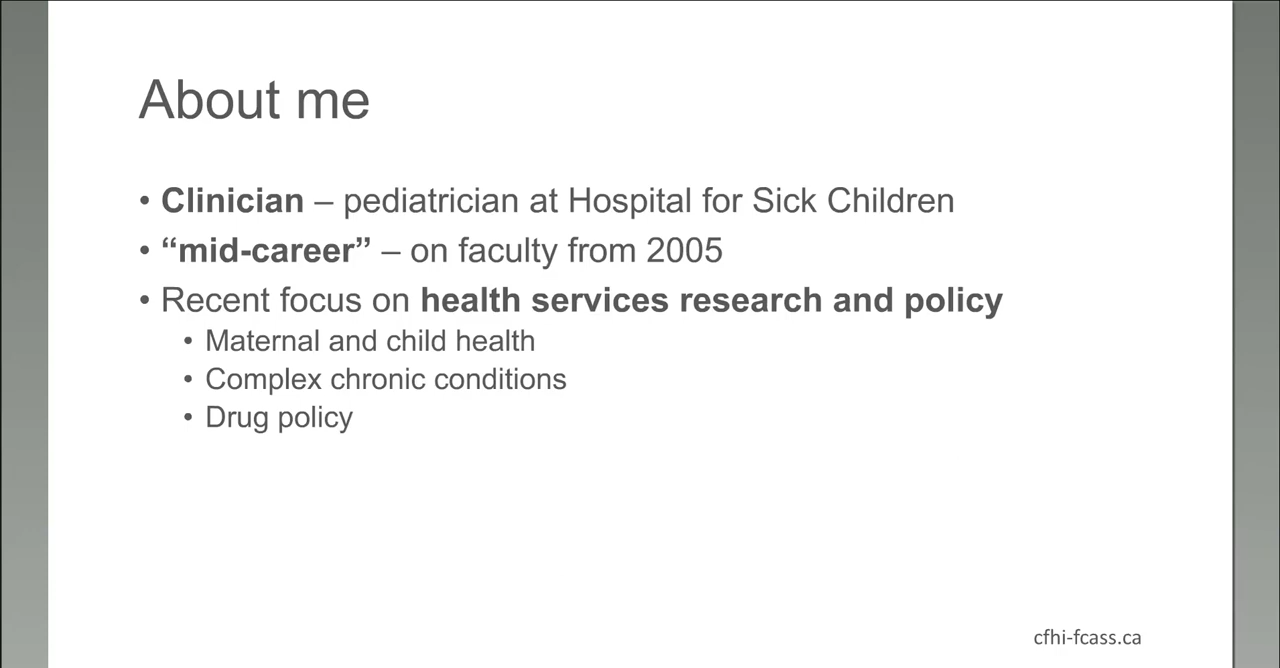 About me
• Clinician – pediatrician at Hospital for Sick Children
• “mid-career” – on faculty from 2005
• Recent focus on health services research and policy
• Maternal and child health
• Complex chronic conditions
• Drug policy
cfhi-fcass.ca